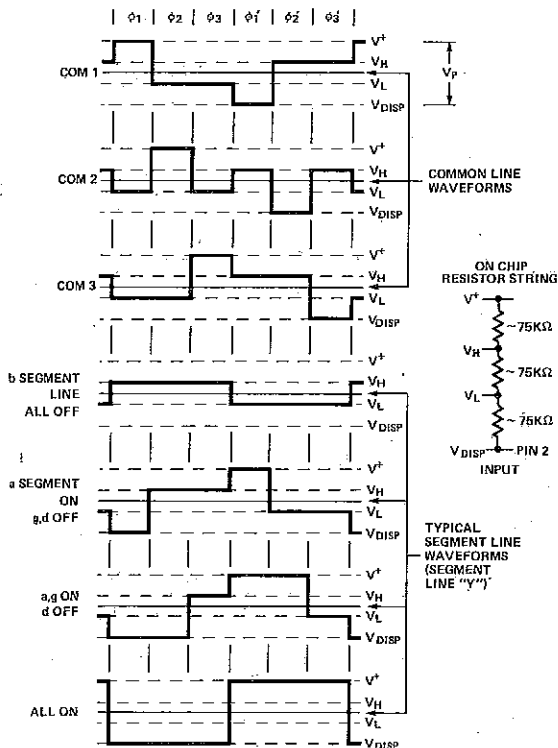 ϕ1 ϕ2 ϕ3 ϕ1' ϕ2' ϕ3'
COM 1
V+
VH
VL
VDISP
VP
COM 2
V+
VH
VL
VDISP
COMMON LINE
WAVEFORMS
COM 3
V+
VH
VL
VDISP
ON CHIP
RESISTOR STRING
V+
~75KΩ
VH
~75KΩ
VL
~75KΩ
VDISP PIN 2
INPUT
b SEGMENT
LINE
ALL OFF
V+
VH
VL
VDISP
a SEGMENT
ON
g,d OFF
V+
VH
VL
VDISP
TYPICAL
SEGMENT LINE
WAVEFORMS
(SEGMENT
LINE "Y")
a,g ON
d OFF
V+
VH
VL
VDISP
ALL ON
V+
VH
VL
VDISP